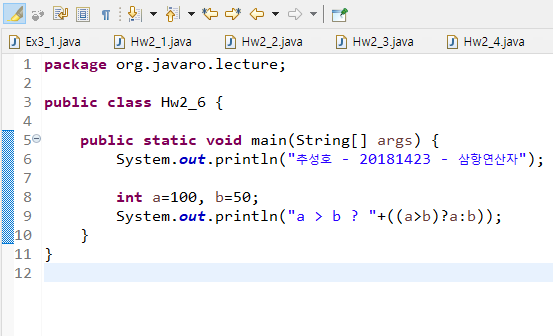 Ex3_1.java Hw2_1.java Hw2_2.java Hw2_3.java Hw2_4.java
1 package org.javaro.lecture;
2
3 public class Hw2_6 {
4
5 public static void main(String[] args) {
6 System.out.println("추성호 - 20181423 - 삼항연산자");
7
8 int a=100, b=50;
9 System.out.println("a > b ? "+((a>b)?a:b));
10 }
11 }
12